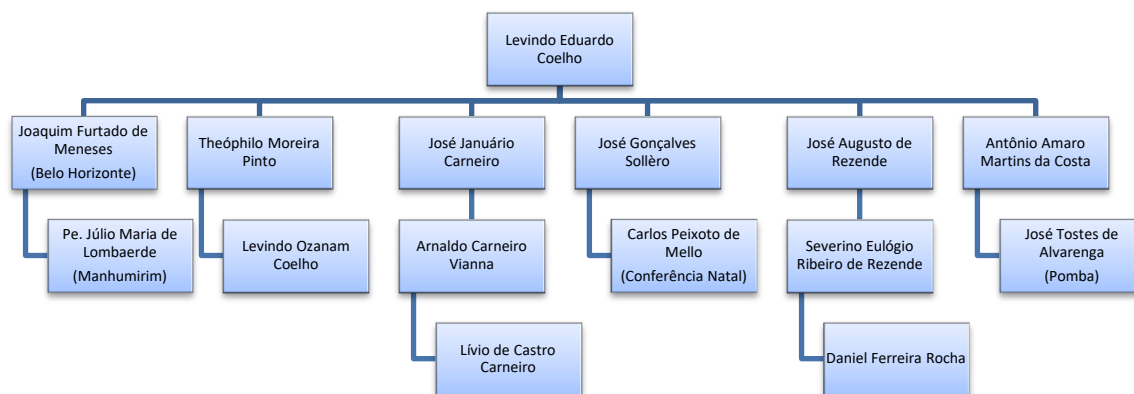 Levindo Eduardo
Coelho
Joaquim Furtado de
Meneses
(Belo Horizonte)
Theóphilo Moreira
Pinto
José Januário
Carneiro
José Gonçalves
Sollèro
José Augusto de
Rezende
Antônio Amaro
Martins da Costa
Pe. Júlio Maria de
Lombaerde
(Manhumirim)
Levindo Ozanam
Coelho
Arnaldo Carneiro
Vianna
Carlos Peixoto de
Mello
(Conferência Natal)
Severino Eulógio
Ribeiro de Rezende
José Tostes de
Alvarenga
(Pomba)
Lívio de Castro
Carneiro
Daniel Ferreira Rocha